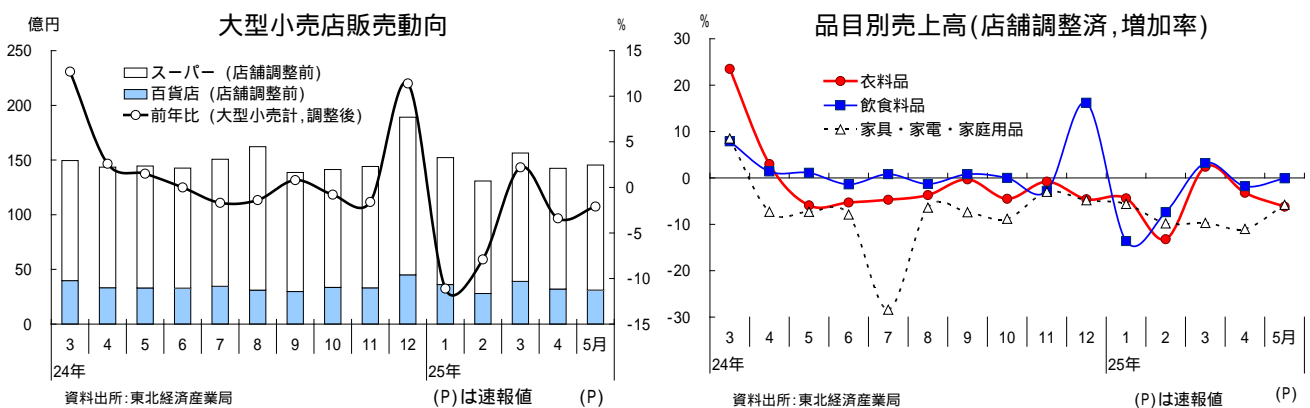 大型小売店販売動向
億円
%
250
200
150
100
50
0
15
10
5
0
-5
-10
-15
スーパー (店舗調整前)
百貨店 (店舗調整前)
前年比 (大型小売計,調整後)
3 4 5 6 7 8 9 10 11 12 1 2 3 4 5月
24年 25年
資料出所:東北経済産業局
(P)は速報値
(P)
品目別売上高(店舗調整済,増加率)
%
30
20
10
0
-10
-20
-30
衣料品
飲食料品
家具・家電・家庭用品
3 4 5 6 7 8 9 10 11 12 1 2 3 4 5月
24年 25年
資料出所:東北経済産業局
(P)は速報値
(P)